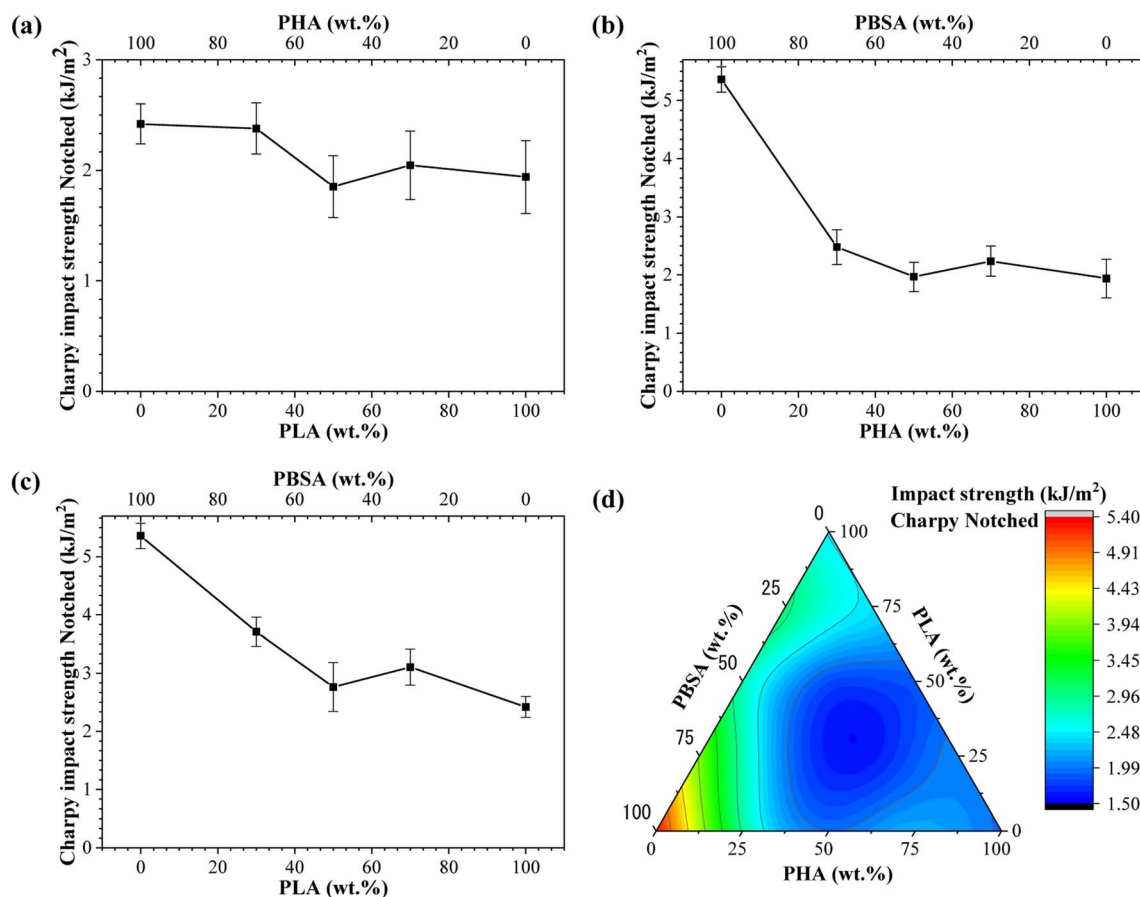 (a)
PHA (wt.%)
100 80 60 40 20 0
Charpy impact strength Notched (kJ/m²)
3
2
1
0
0 20 40 60 80 100
PLA (wt.%)
(b)
PBSA (wt.%)
100 80 60 40 20 0
Charpy impact strength Notched (kJ/m²)
5
4
3
2
1
0
0 20 40 60 80 100
PHA (wt.%)
(c)
PBSA (wt.%)
100 80 60 40 20 0
Charpy impact strength Notched (kJ/m²)
5
4
3
2
1
0
0 20 40 60 80 100
PLA (wt.%)
(d)
Impact strength (kJ/m²)
Charpy Notched
5.40
4.91
4.43
3.94
3.45
2.96
2.48
1.99
1.50
0
25
50
75
100
PBSA (wt.%)
100
75
50
25
0
PLA (wt.%)
0 25 50 75 100
PHA (wt.%)